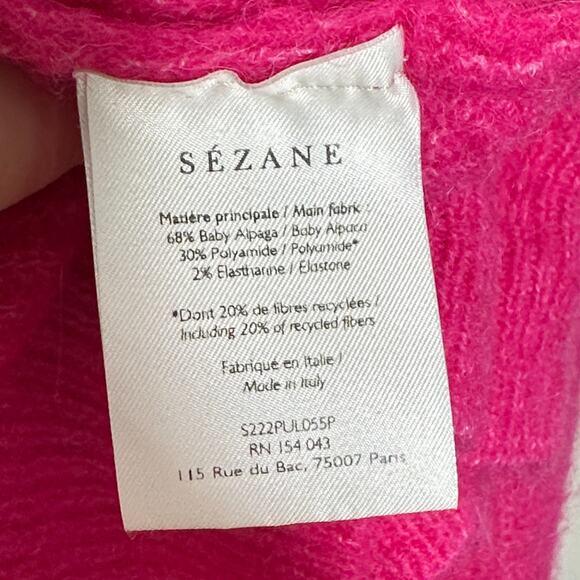 SÉZANE
Matière principale / Main fabric :
68% Baby Alpaga / Baby Alpaca
30% Polyamide / Polyamide*
2% Elasthanne / Elastane
*Dont 20% de fibres recyclées /
Including 20% of recycled fibers
Fabriqué en Italie /
Made in Italy
S222PUL055P
RN 154 043
115 Rue du Bac, 75007 Paris